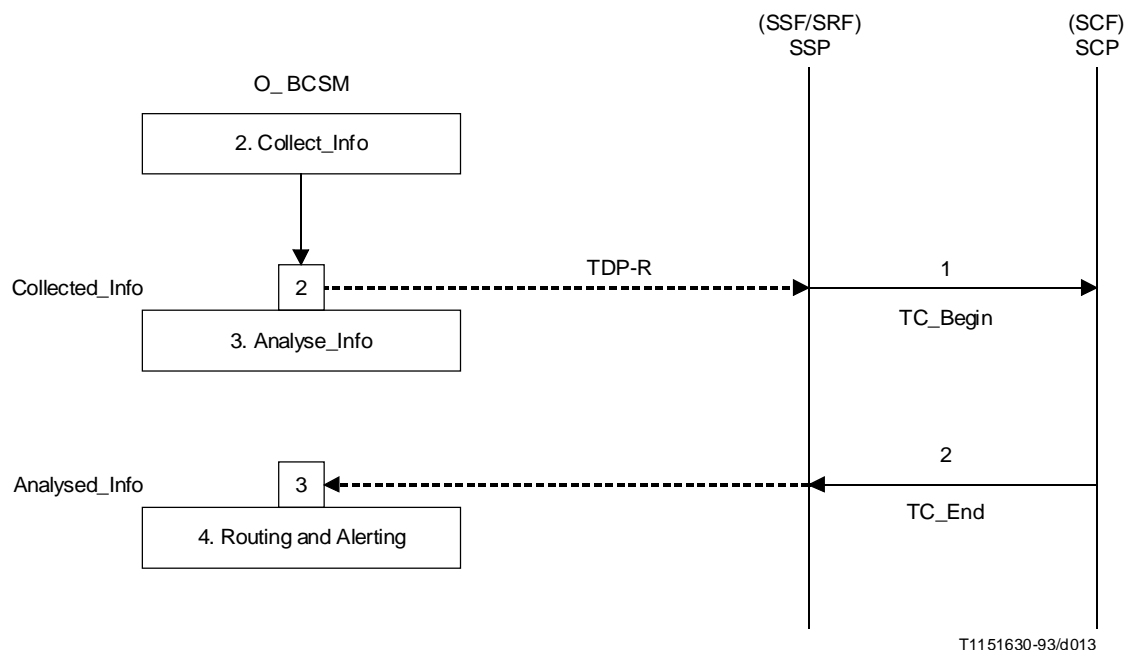 (SSF/SRF)
SSP
(SCF)
SCP
O_ BCSM
2. Collect_Info
TDP-R
1
Collected_Info
2
TC_Begin
3. Analyse_Info
2
Analysed_Info
3
TC_End
4. Routing and Alerting
T1151630-93/d013